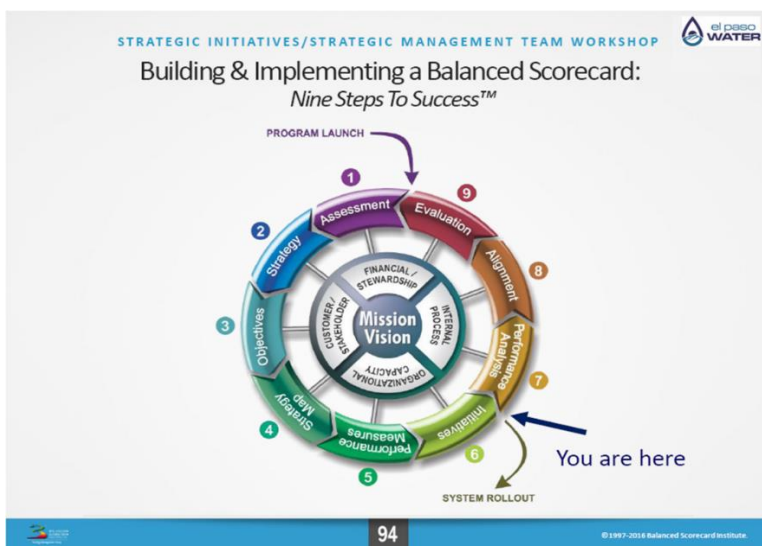 el paso
WATER
STRATEGIC INITIATIVES/STRATEGIC MANAGEMENT TEAM WORKSHOP
Building & Implementing a Balanced Scorecard:
Nine Steps To Success™
PROGRAM LAUNCH
1
Assessment
2
Strategy
3
Objectives
4
Strategy
Map
5
Performance
Measures
6
Initiatives
7
Performance
Analysis
8
Alignment
9
Evaluation
FINANCIAL /
STEWARDSHIP
CUSTOMER /
STAKEHOLDER
Mission
Vision
INTERNAL
PROCESS
ORGANIZATIONAL
CAPACITY
You are here
SYSTEM ROLLOUT
94
©1997-2016 Balanced Scorecard Institute.